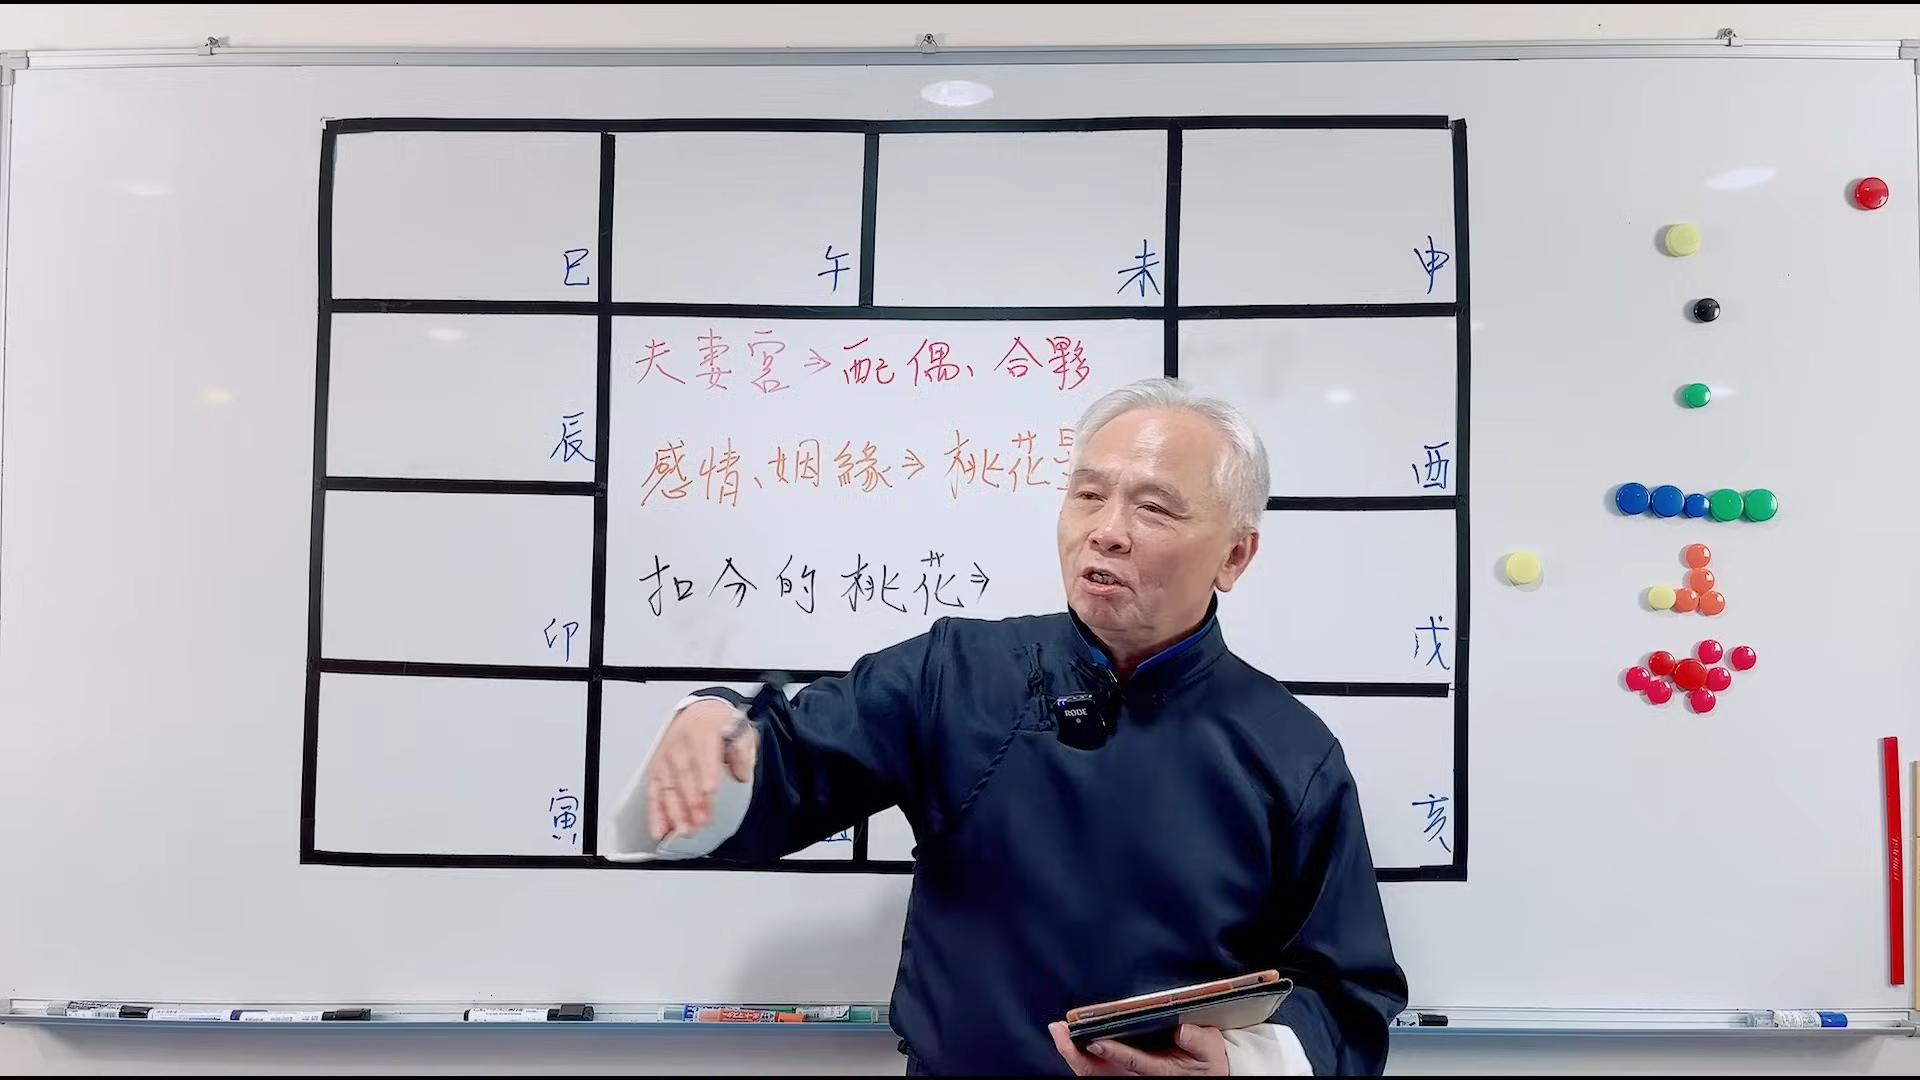 巳
午
未
申
夫妻宮⇒配偶、合夥
辰
感情、姻緣⇒桃花
酉
扣分的桃花⇒
卯
戌
寅
亥
RODE